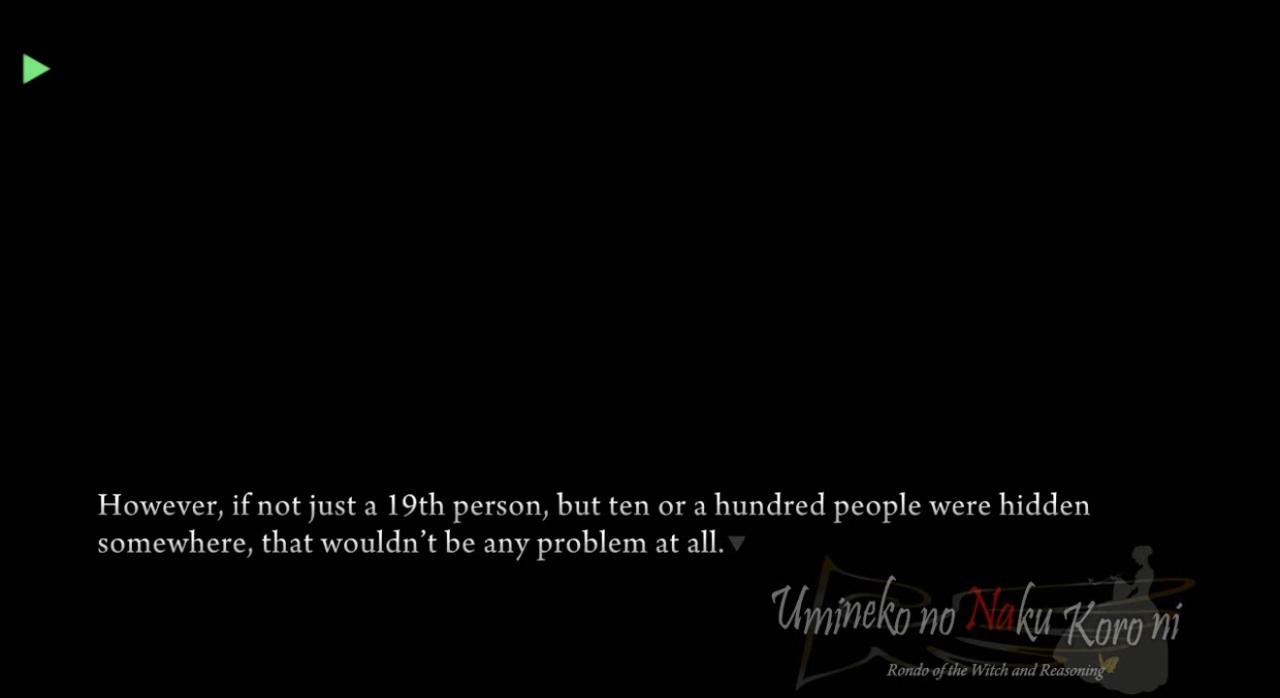 However, if not just a 19th person, but ten or a hundred people were hidden
somewhere, that wouldn't be any problem at all.
Umineko no Naku Koro ni
Rondo of the Witch and Reasoning